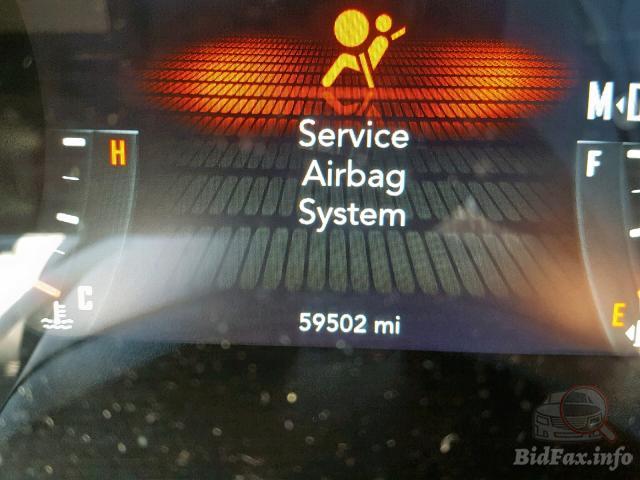 Service
Airbag
System
59502 mi
H
C
F
E
M
BidFax.info